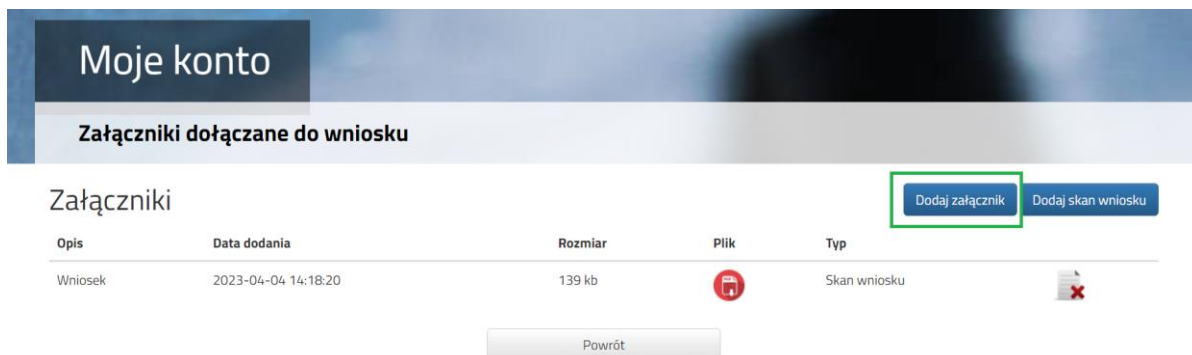 Moje konto
Załączniki dołączane do wniosku
Załączniki
Dodaj załącznik Dodaj skan wniosku
Opis Data dodania Rozmiar Plik Typ
Wniosek 2023-04-04 14:18:20 139 kb Skan wniosku
Powrót